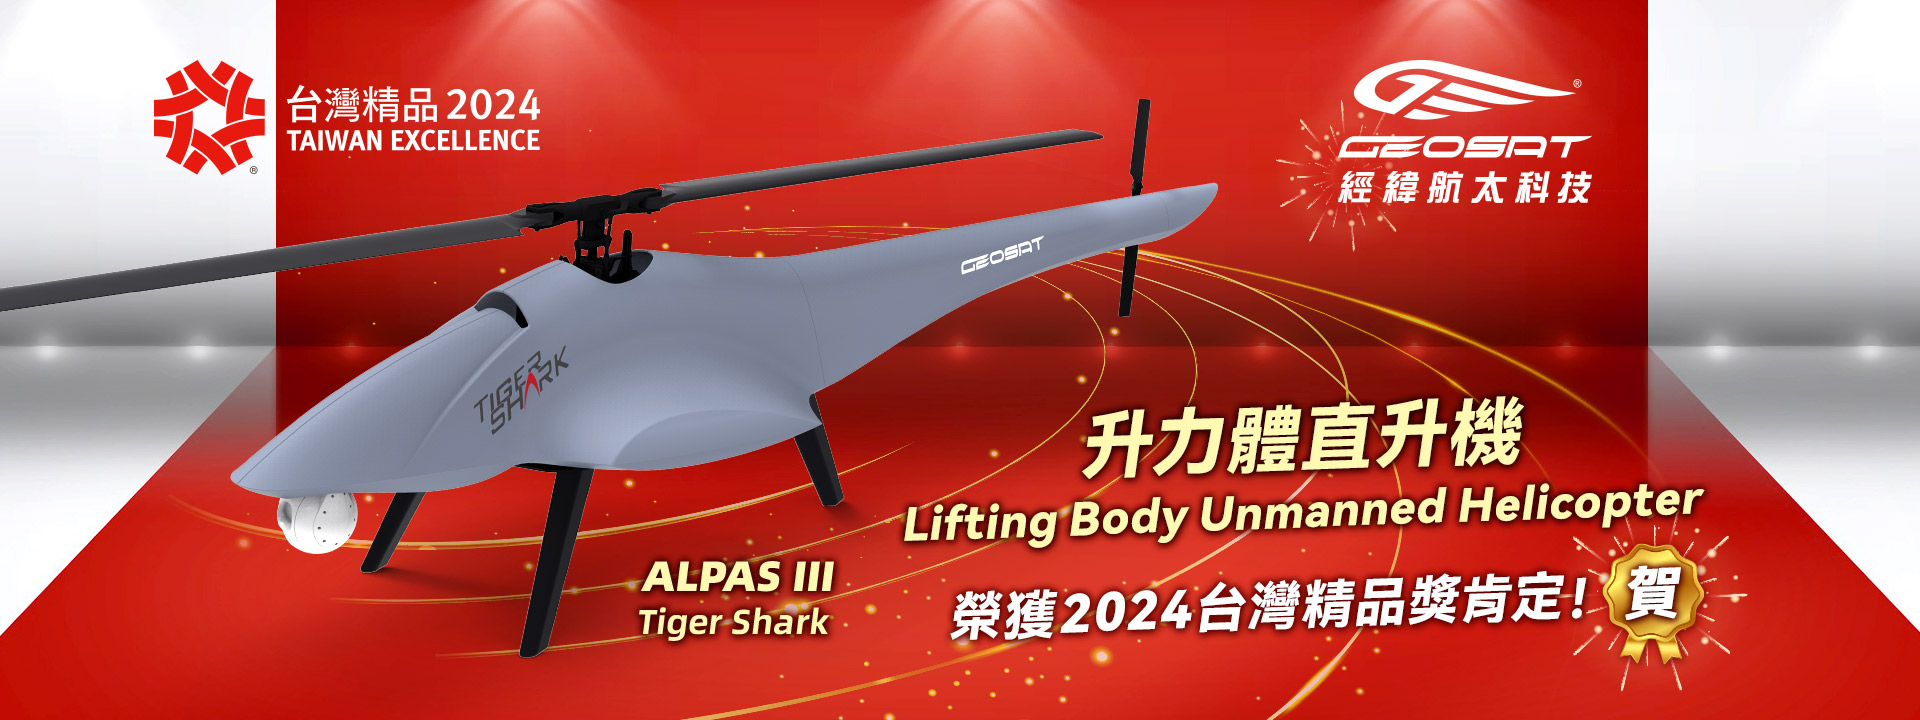 台灣精品 2024
TAIWAN EXCELLENCE
®
®
GEOSAT
經緯航太科技
GEOSAT
TIGER
SHARK
升力體直升機
Lifting Body Unmanned Helicopter
ALPAS III
Tiger Shark
榮獲2024台灣精品獎肯定!
賀